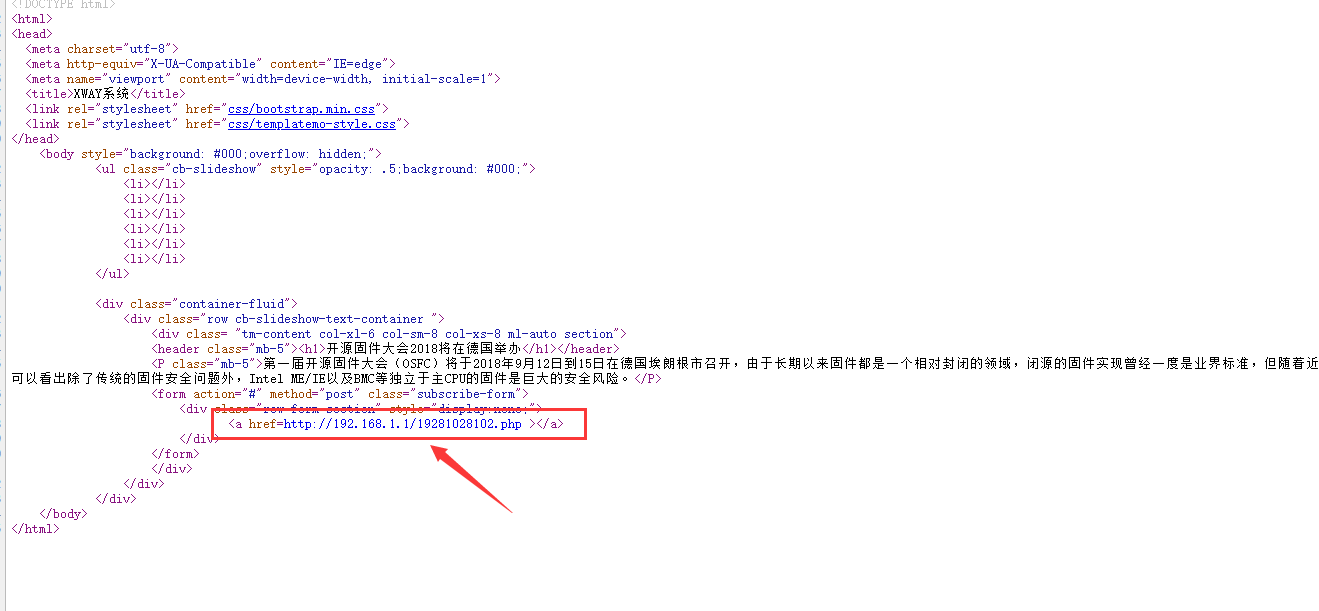 <!DOCTYPE html>
<html>
<head>
<meta charset="utf-8">
<meta http-equiv="X-UA-Compatible" content="IE=edge">
<meta name="viewport" content="width=device-width, initial-scale=1">
<title>XWAY系统</title>
<link rel="stylesheet" href="css/bootstrap.min.css">
<link rel="stylesheet" href="css/templatemo-style.css">
</head>
<body style="background: #000;overflow: hidden;">
<ul class="cb-slideshow" style="opacity: .5;background: #000;">
<li></li>
<li></li>
<li></li>
<li></li>
<li></li>
<li></li>
</ul>
<div class="container-fluid">
<div class="row cb-slideshow-text-container ">
<div class= "tm-content col-xl-6 col-sm-8 col-xs-8 ml-auto section">
<header class="mb-5"><h1>开源固件大会2018将在德国举办</h1></header>
<P class="mb-5">第一届开源固件大会（OSFC）将于2018年9月12日到15日在德国埃朗根市召开，由于长期以来固件都是一个相对封闭的领域，闭源的固件实现曾经一度是业界标准，但随着近
可以看出除了传统的固件安全问题外，Intel ME/IE以及BMC等独立于主CPU的固件是巨大的安全风险。</P>
<form action="#" method="post" class="subscribe-form">
<div class="row form-section" style="display:none;">
<a href=http://192.168.1.1/19281028102.php ></a>
</div>
</form>
</div>
</div>
</div>
</body>
</html>